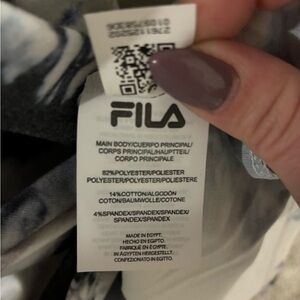 FILA
MAIN BODY/CUERPO PRINCIPAL/
CORPS PRINCIPAL/HAUPTTEIL/
CORPO PRINCIPALE
82%POLYESTER/POLIESTER
POLYESTER/POLYESTER/POLIESTERE
14%COTTON/ALGODÓN
COTON/BAUMWOLLE/COTONE
4%SPANDEX/SPANDEX/SPANDEX/
SPANDEX/SPANDEX
MADE IN EGYPT.
HECHO EN EGIPTO.
FABRIQUÉ EN EGYPTE.
IN ÄGYPTEN HERGESTELLT.
CONFEZIONATO IN EGITTO.